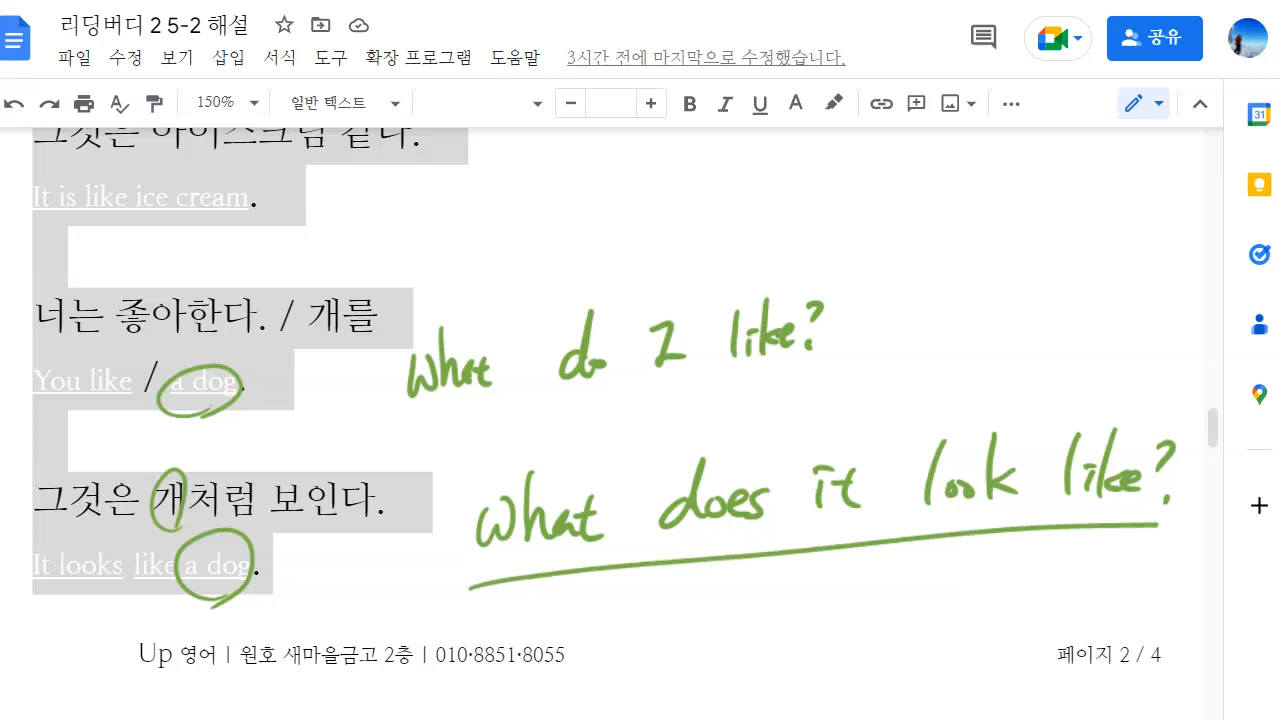 리딩버디 2 5-2 해설
파일 수정 보기 삽입 서식 도구 확장 프로그램 도움말 3시간 전에 마지막으로 수정했습니다.
공유
150% 일반 텍스트 − + B I U A ...
31
그것은 아이스크림 같다.
It is like ice cream.
너는 좋아한다. / 개를
You like / a dog.
What do I like?
그것은 개처럼 보인다.
It looks like a dog.
What does it look like?
Up 영어 | 원호 새마을금고 2층 | 010·8851·8055
페이지 2 / 4